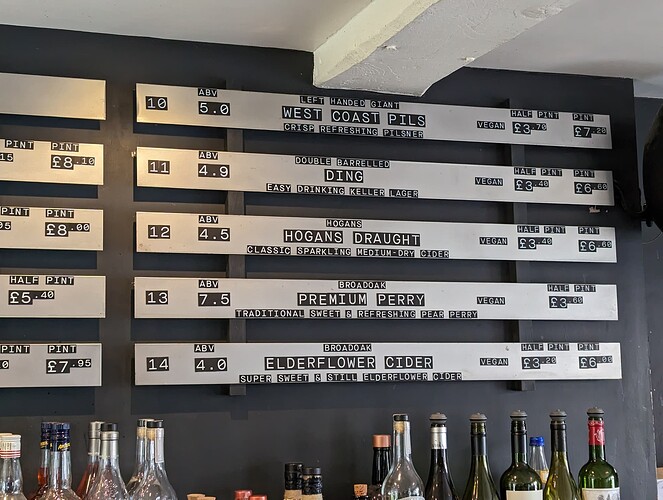 15 PINT £8.10
PINT PINT
05 £8.00
HALF PINT
£5.40
PINT PINT
£7.95
10 ABV 5.0 LEFT HANDED GIANT
WEST COAST PILS
CRISP REFRESHING PILSNER
VEGAN HALF PINT £3.70 PINT £7.20
11 ABV 4.9 DOUBLE BARRELLED
DING
EASY DRINKING KELLER LAGER
VEGAN HALF PINT £3.40 PINT £6.60
12 ABV 4.5 HOGANS
HOGANS DRAUGHT
CLASSIC SPARKLING MEDIUM-DRY CIDER
VEGAN HALF PINT £3.40 PINT £6.60
13 ABV 7.5 BROADOAK
PREMIUM PERRY
TRADITIONAL SWEET & REFRESHING PEAR PERRY
VEGAN HALF PINT £3.60
14 ABV 4.0 BROADOAK
ELDERFLOWER CIDER
SUPER SWEET & STILL ELDERFLOWER CIDER
VEGAN HALF PINT £3.20 PINT £6.00